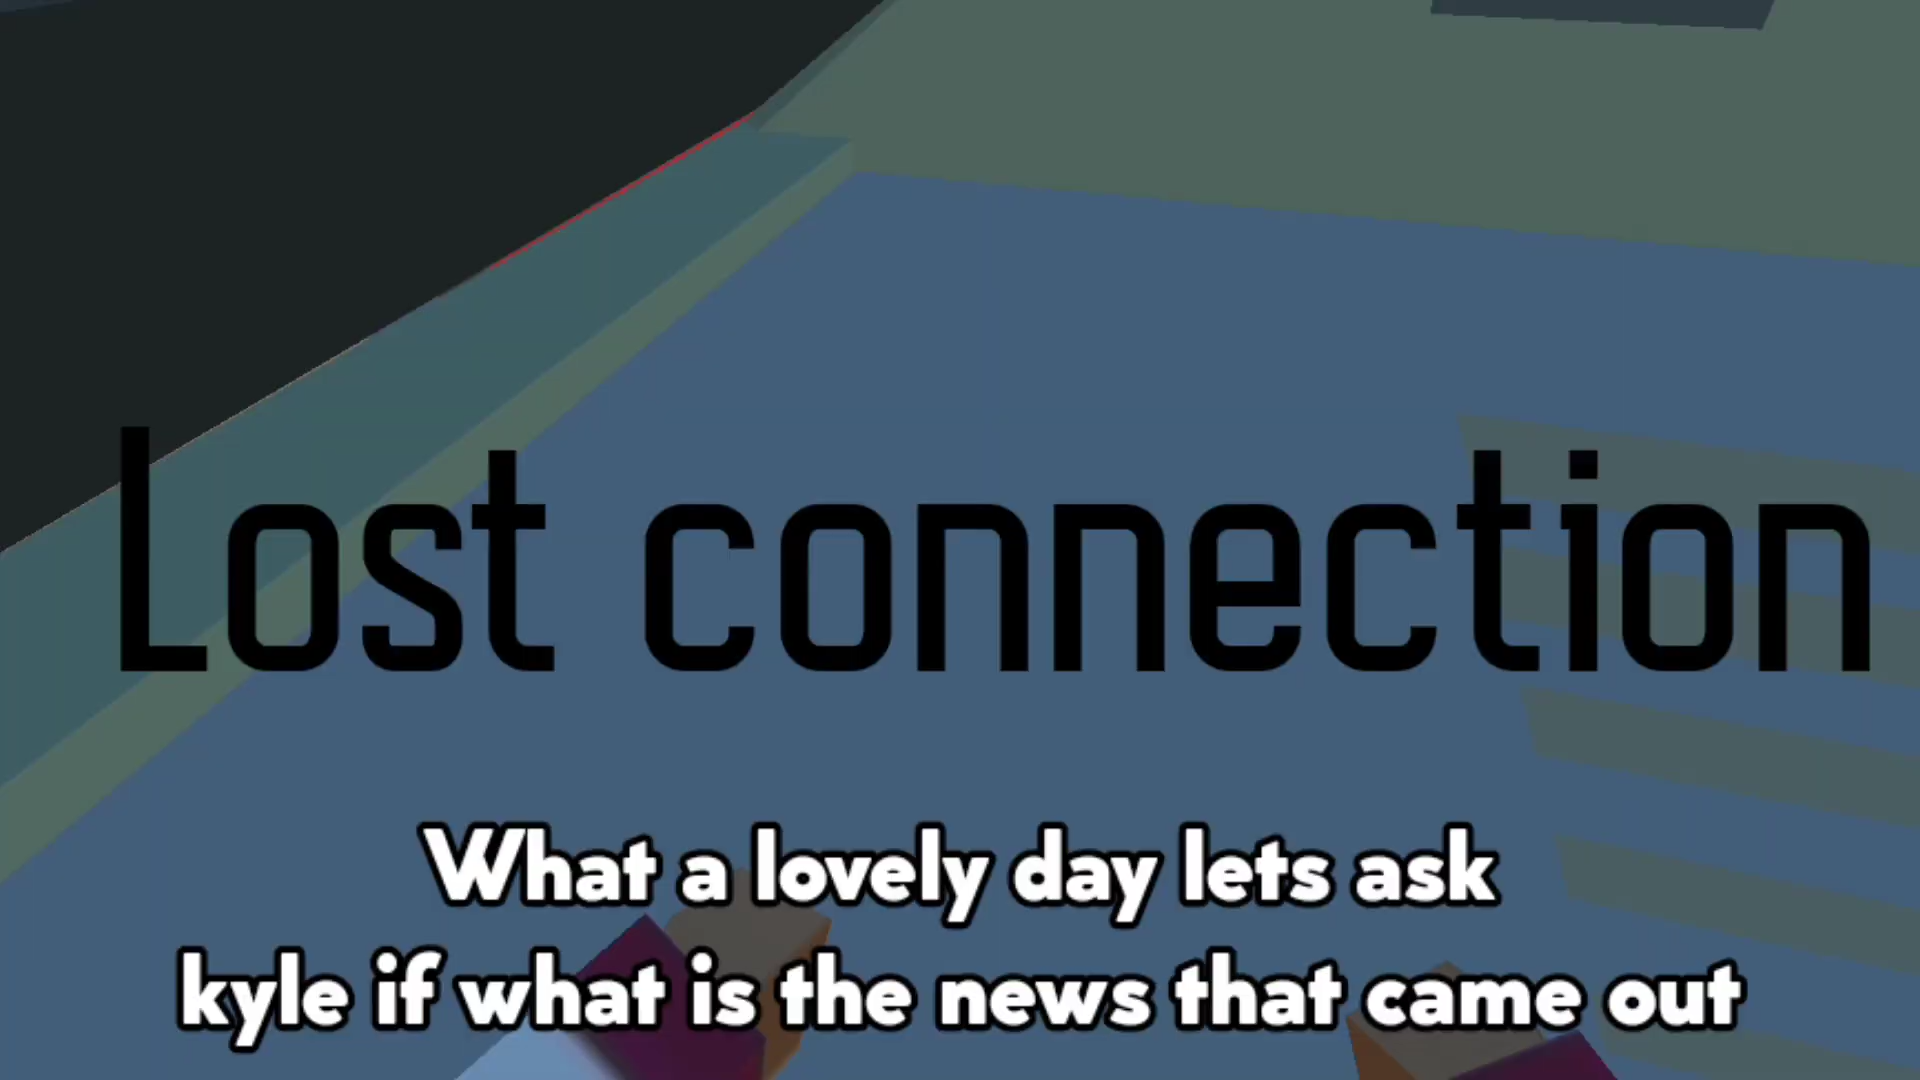 Lost connection
What a lovely day lets ask
kyle if what is the news that came out